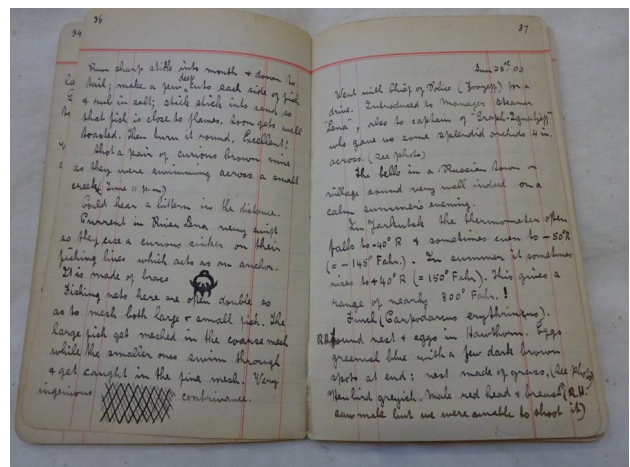 36
34
Run sharp stick into mouth & down to
tail; make a few deep cuts each side of fish
& rub in salt; stick stick into sand so
that fish is close to flames. Soon gets well
toasted. Then turn it round. Excellent!
Shot a pair of curious brown mice
as they were swimming across a small
creek (Time 11 p.m.)
Could hear a bittern in the distance.
Current in River Lena very swift
so they use a curious sinker on their
fishing lines which acts as an anchor.
It is made of brass
Fishing nets here are often double so
as to mesh both large & small fish. The
large fish get meshed in the coarse mesh
while the smaller ones swim through
& get caught in the fine mesh. Very
ingenious contrivance.
37
28th 03
Went with Chief of Police for a
drive. Introduced to Manager Steamer
"Lena", also to captain of "Graph-Ignatieff"
who gave us some splendid orchids 4 in.
across. (See photo)
The bells in a Russian town or
village sound very well indeed on a
calm summer's evening.
In Jarkutsk the thermometer often
falls to -40° R & sometimes even to -50° R
(= -145° Fahr.). In summer it sometimes
rises to +40° R (= 150° Fahr). This gives a
range of nearly 300° Fahr.!
Finch (Carpodacus erythrinus).
RH found nest & eggs in Hawthorn. Eggs
greenish blue with a few dark brown
spots at end; nest made of grass. (See photo)
Hen bird greyish. Male red head & breast (R.H.
saw male but we were unable to shoot it)